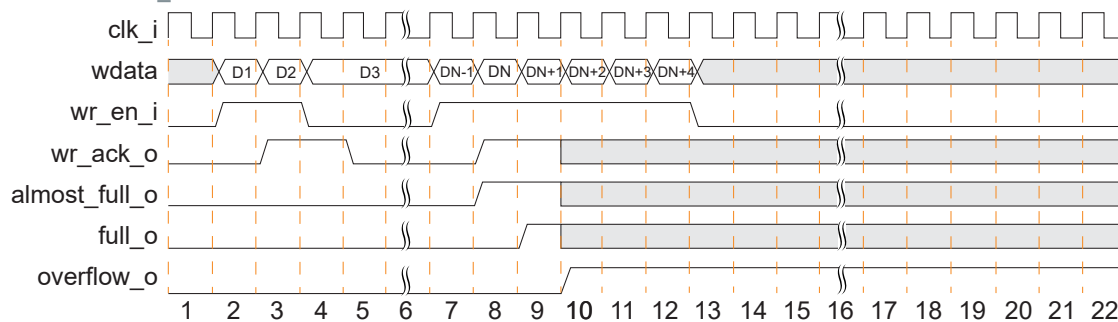 clk_i
wdata D1 D2 D3 DN-1 DN DN+1 DN+2 DN+3 DN+4
wr_en_i
wr_ack_o
almost_full_o
full_o
overflow_o
1 2 3 4 5 6 7 8 9 10 11 12 13 14 15 16 17 18 19 20 21 22